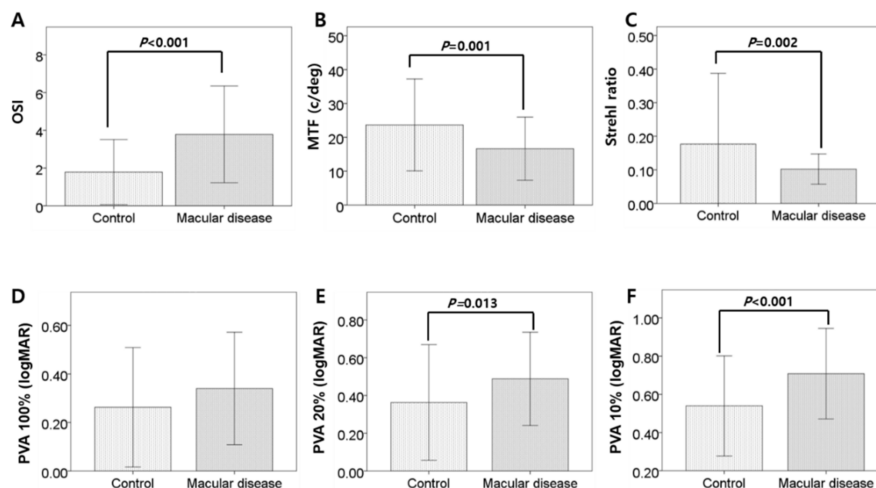 A
P<0.001
8
6
4
2
0
OSI
Control Macular disease
B
P=0.001
50
40
30
20
10
0
MTF (c/deg)
Control Macular disease
C
P=0.002
0.50
0.40
0.30
0.20
0.10
0.00
Strehl ratio
Control Macular disease
D
0.60
0.40
0.20
0.00
PVA 100% (logMAR)
Control Macular disease
E
P=0.013
0.80
0.60
0.40
0.20
0.00
PVA 20% (logMAR)
Control Macular disease
F
P<0.001
1.00
0.80
0.60
0.40
0.20
PVA 10% (logMAR)
Control Macular disease